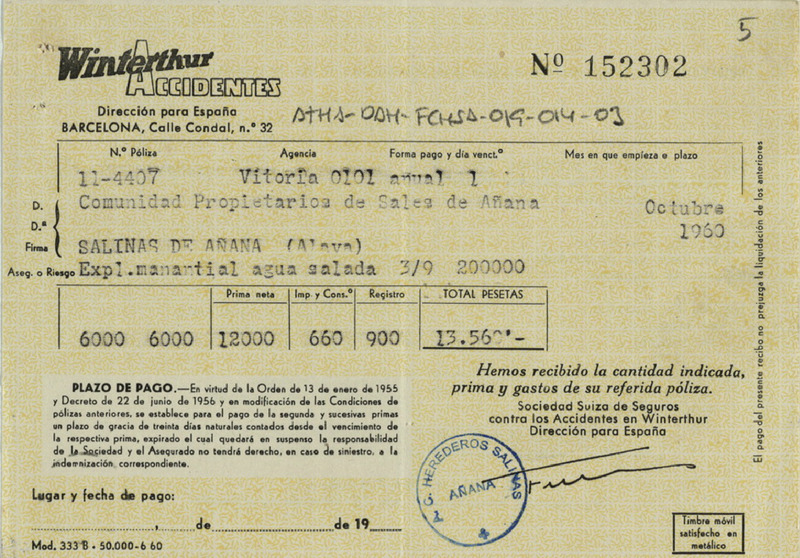 5
Winterthur
ACCIDENTES
Nº 152302
Dirección para España
BARCELONA, Calle Condal, n.º 32
ATHA-DAH-FCHSA-019-014-03
N.º Póliza Agencia Forma pago y día venct.º Mes en que empieza e plazo
11-4407 Vitoria 0101 anual 1
D. Comunidad Propietarios de Sales de Añana Octubre
D.ª 1960
Firma SALINAS DE AÑANA (Alava)
Aseg. o Riesgo Expl.manartial agua salada 3/9 200000
Prima neta Imp y Cons.º Registro TOTAL PESETAS
6000 6000 12000 660 900 13.560'-
PLAZO DE PAGO.—En virtud de la Orden de 13 de enero de 1955
y Decreto de 22 de junio de 1956 y en modificación de las Condiciones de
pólizas anteriores, se establece para el pago de la segunda y sucesivas primas
un plazo de gracia de treinta días naturales contados desde el vencimiento de
la respectiva prima, expirado el cual quedará en suspenso la responsabilidad
de la Sociedad y el Asegurado no tendrá derecho, en caso de siniestro, a la
indemnización correspondiente.
Hemos recibido la cantidad indicada,
prima y gastos de su referida póliza.
Sociedad Suiza de Seguros
contra los Accidentes en Winterthur
Dirección para España
HEREDEROS SALINAS
AÑANA
Lugar y fecha de pago:
, de de 19
Mod. 333 B - 50.000-6 60
Timbre móvil
satisfecho en
metálico
El pago del presente recibo no prejuzga la liquidación de los anteriores